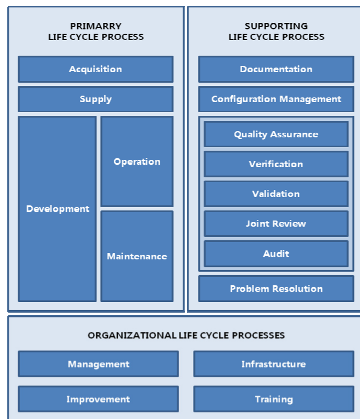 PRIMARRY
LIFE CYCLE PROCESS
Acquisition
Supply
Development
Operation
Maintenance
SUPPORTING
LIFE CYCLE PROCESS
Documentation
Configuration Management
Quality Assurance
Verification
Validation
Joint Review
Audit
Problem Resolution
ORGANIZATIONAL LIFE CYCLE PROCESSES
Management
Infrastructure
Improvement
Training